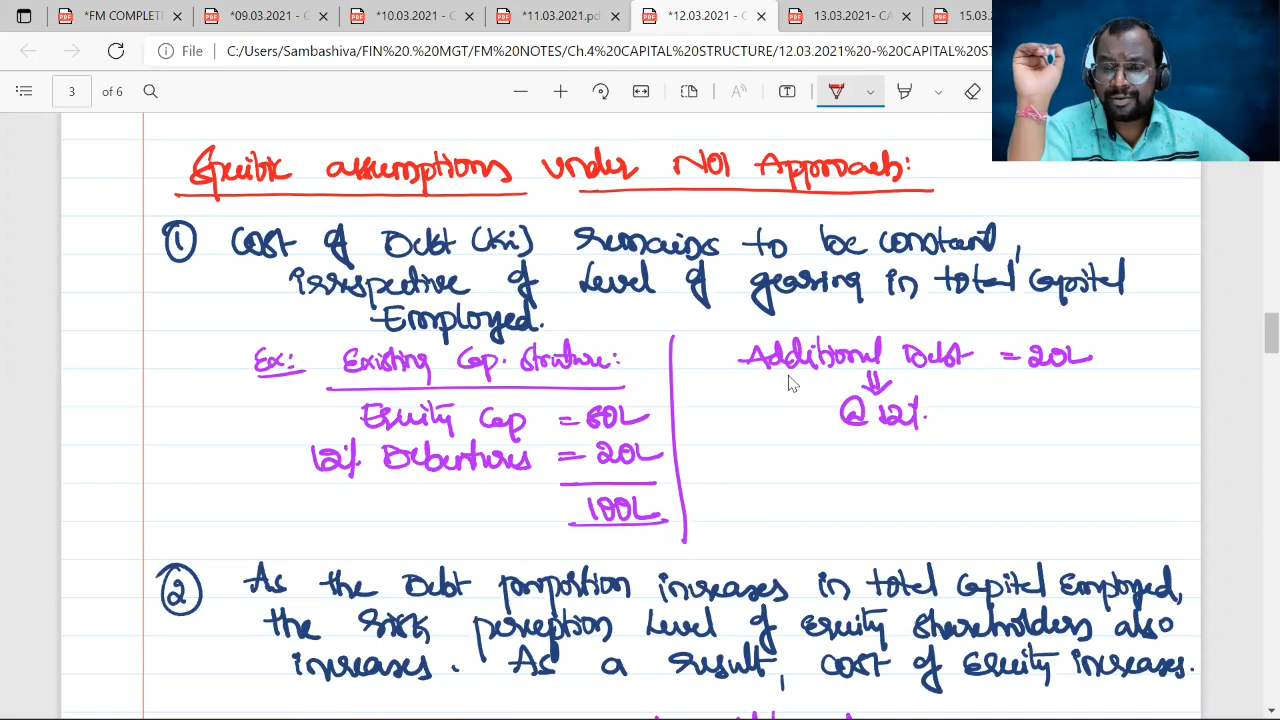 *FM COMPLETE
*09.03.2021 - C
*10.03.2021 - C
*11.03.2021.pd
*12.03.2021 - C
13.03.2021- CA
15.03
File
C:/Users/Sambashiva/FIN%20.%20MGT/FM%20NOTES/Ch.4%20CAPITAL%20STRUCTURE/12.03.2021%20-%20CAPITAL%20ST
3 of 6
Specific assumptions under NOI Approach:
① Cost of Debt (Ki) remains to be constant,
irrespective of Level of gearing in total Capital
Employed.
Ex: Existing Cap. Structure:
Equity Cap = 80L
12% Debentures = 20L
100L
Additional Debt = 20L
@ 12%.
② As the Debt proportion increases in total Capital Employed,
the Risk perception Level of Equity Shareholders also
increases. As a result, cost of Equity increases.